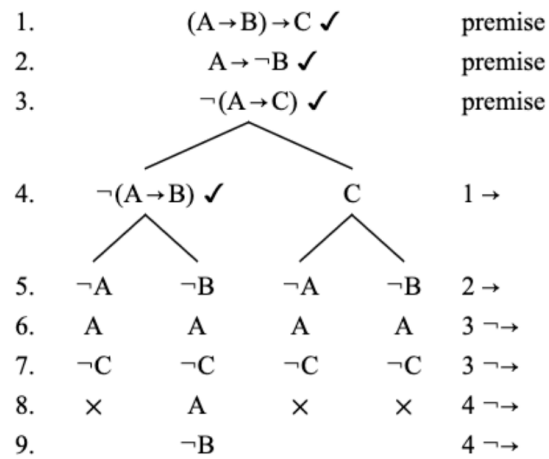 1. (A→B)→C ✓ premise
2. A→¬B ✓ premise
3. ¬(A→C) ✓ premise
4. ¬(A→B) ✓ C 1 →
5. ¬A ¬B ¬A ¬B 2 →
6. A A A A 3 ¬→
7. ¬C ¬C ¬C ¬C 3 ¬→
8. × A × × 4 ¬→
9. ¬B 4 ¬→